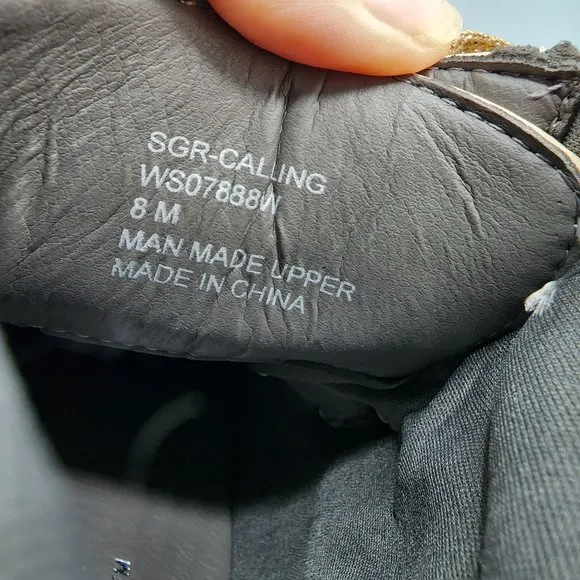 SGR-CALLING
WS07888W
8 M
MAN MADE UPPER
MADE IN CHINA